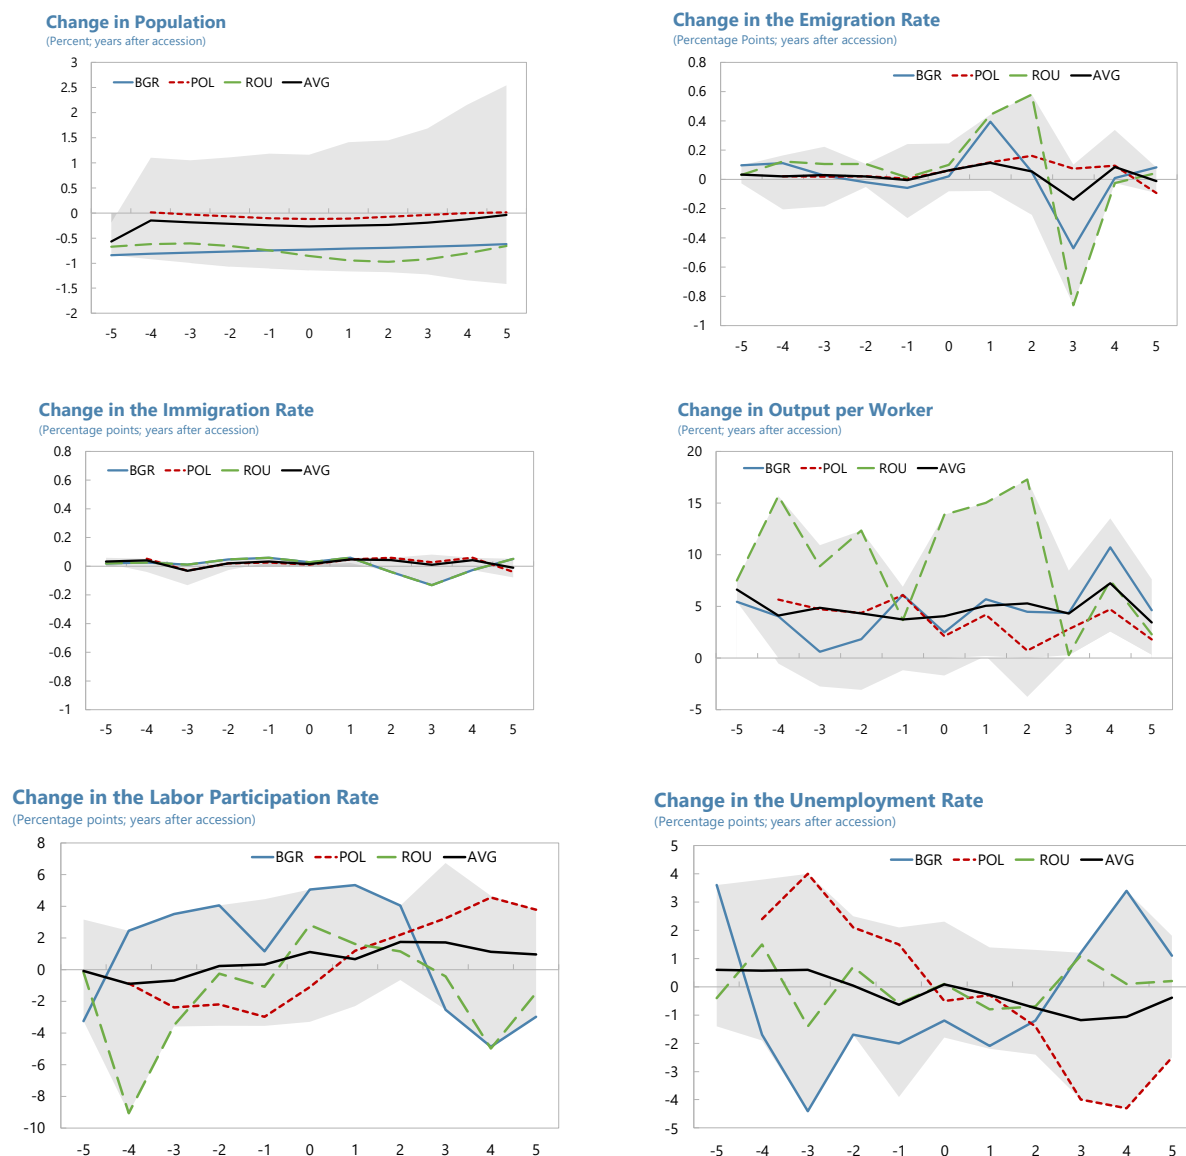 Change in Population
(Percent; years after accession)
3
2.5
2
1.5
1
0.5
0
-0.5
-1
-1.5
-2
BGR POL ROU AVG
-5 -4 -3 -2 -1 0 1 2 3 4 5
Change in the Emigration Rate
(Percentage Points; years after accession)
0.8
0.6
0.4
0.2
0
-0.2
-0.4
-0.6
-0.8
-1
BGR POL ROU AVG
-5 -4 -3 -2 -1 0 1 2 3 4 5
Change in the Immigration Rate
(Percentage points; years after accession)
0.8
0.6
0.4
0.2
0
-0.2
-0.4
-0.6
-0.8
-1
BGR POL ROU AVG
-5 -4 -3 -2 -1 0 1 2 3 4 5
Change in Output per Worker
(Percent; years after accession)
20
15
10
5
0
-5
BGR POL ROU AVG
-5 -4 -3 -2 -1 0 1 2 3 4 5
Change in the Labor Participation Rate
(Percentage points; years after accession)
8
6
4
2
0
-2
-4
-6
-8
-10
BGR POL ROU AVG
-5 -4 -3 -2 -1 0 1 2 3 4 5
Change in the Unemployment Rate
(Percentage points; years after accession)
5
4
3
2
1
0
-1
-2
-3
-4
-5
BGR POL ROU AVG
-5 -4 -3 -2 -1 0 1 2 3 4 5